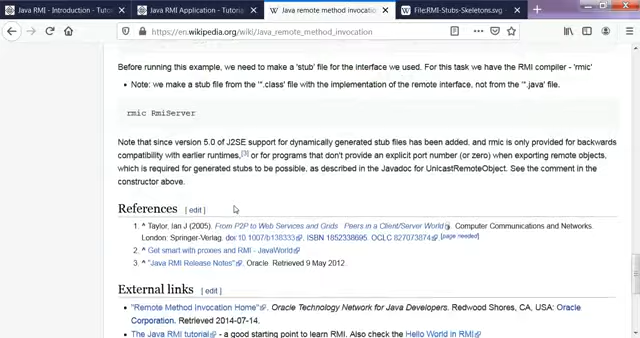 Java RMI - Introduction - Tutori
Java RMI Application - Tutoria
Java remote method invocation
File:RMI-Stubs-Skeletons.svg
https://en.wikipedia.org/wiki/Java_remote_method_invocation
Before running this example, we need to make a 'stub' file for the interface we used. For this task we have the RMI compiler - 'rmic'
• Note: we make a stub file from the '*.class' file with the implementation of the remote interface, not from the '*.java' file.
rmic RmiServer
Note that since version 5.0 of J2SE support for dynamically generated stub files has been added, and rmic is only provided for backwards
compatibility with earlier runtimes,[3] or for programs that don't provide an explicit port number (or zero) when exporting remote objects,
which is required for generated stubs to be possible, as described in the Javadoc for UnicastRemoteObject. See the comment in the
constructor above.
References [ edit ]
1. ^ Taylor, Ian J (2005). From P2P to Web Services and Grids Peers in a Client/Server World. Computer Communications and Networks.
London: Springer-Verlag. doi:10.1007/b138333. ISBN 1852338695. OCLC 827073874. [page needed]
2. ^ Get smart with proxies and RMI - JavaWorld
3. ^ "Java RMI Release Notes". Oracle. Retrieved 9 May 2012.
External links [ edit ]
• "Remote Method Invocation Home". Oracle Technology Network for Java Developers. Redwood Shores, CA, USA: Oracle
Corporation. Retrieved 2014-07-14.
• The Java RMI tutorial - a good starting point to learn RMI. Also check the Hello World in RMI